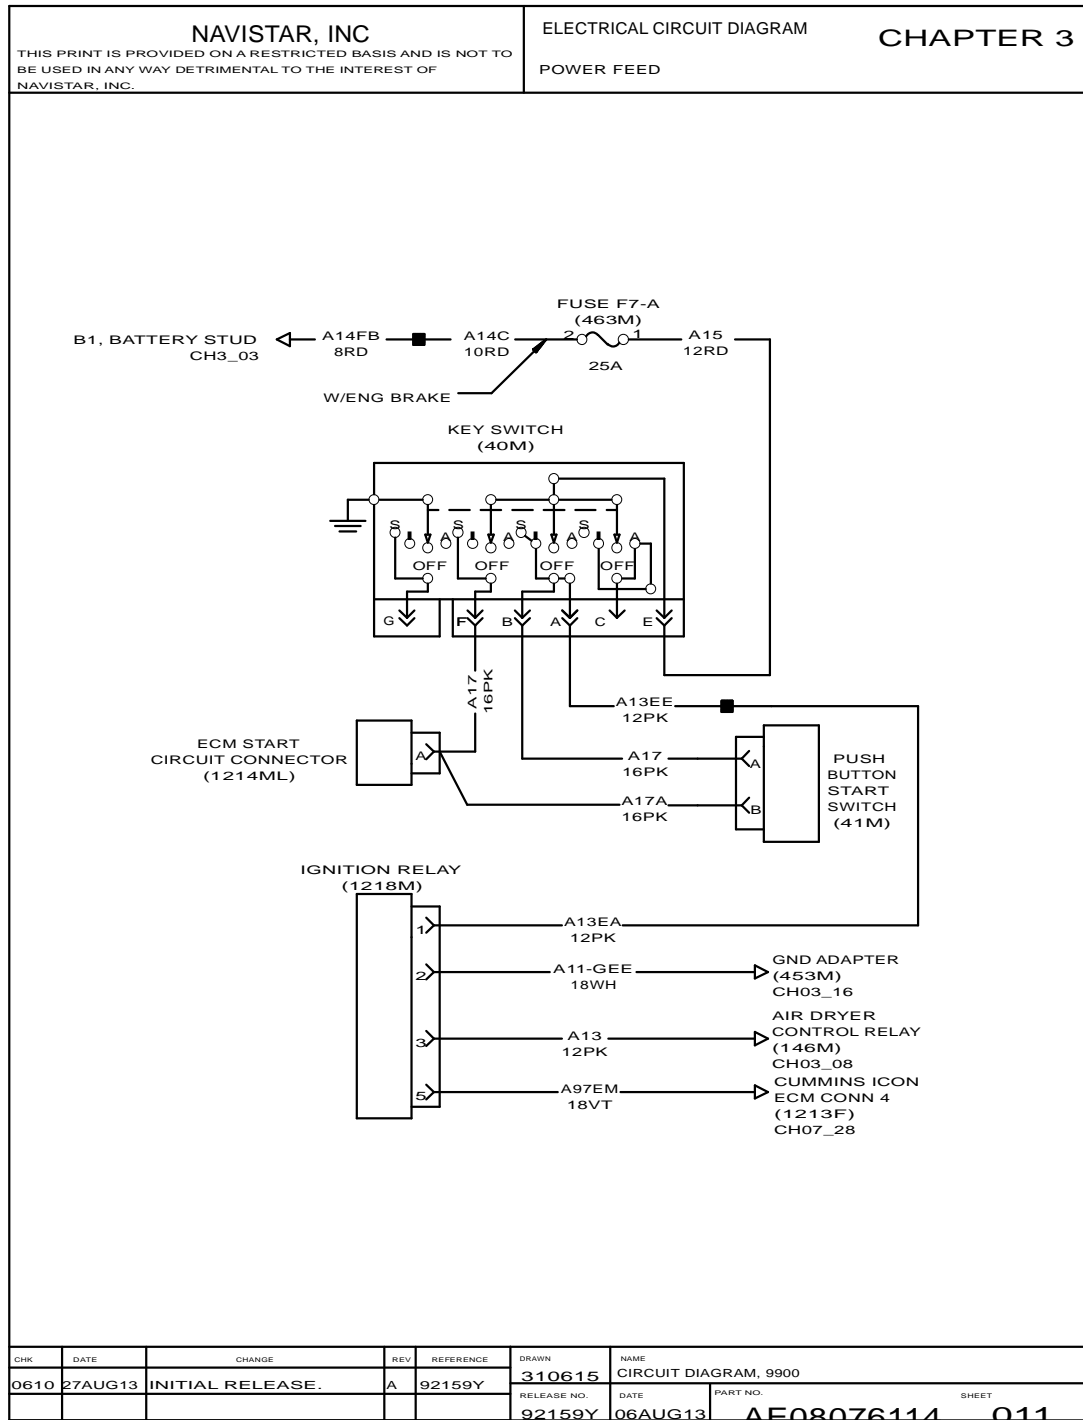 NAVISTAR, INC
THIS PRINT IS PROVIDED ON A RESTRICTED BASIS AND IS NOT TO
BE USED IN ANY WAY DETRIMENTAL TO THE INTEREST OF
NAVISTAR, INC.
ELECTRICAL CIRCUIT DIAGRAM
POWER FEED
CHAPTER 3
FUSE F7-A
(463M)
2
1
25A
B1, BATTERY STUD
CH3_03
A14FB
8RD
A14C
10RD
A15
12RD
W/ENG BRAKE
KEY SWITCH
(40M)
S I A S I A S I A S I A
OFF OFF OFF OFF
G F B A C E
A17
16PK
A13EE
12PK
ECM START
CIRCUIT CONNECTOR
(1214ML)
A
A17
16PK
A17A
16PK
A
B
PUSH
BUTTON
START
SWITCH
(41M)
IGNITION RELAY
(1218M)
1
A13EA
12PK
2
A11-GEE
18WH
GND ADAPTER
(453M)
CH03_16
3
A13
12PK
AIR DRYER
CONTROL RELAY
(146M)
CH03_08
5
A97EM
18VT
CUMMINS ICON
ECM CONN 4
(1213F)
CH07_28
CHK DATE CHANGE REV REFERENCE
0610 27AUG13 INITIAL RELEASE. A 92159Y
DRAWN
310615
NAME
CIRCUIT DIAGRAM, 9900
RELEASE NO.
92159Y
DATE
06AUG13
PART NO.
AE08076114
SHEET
011